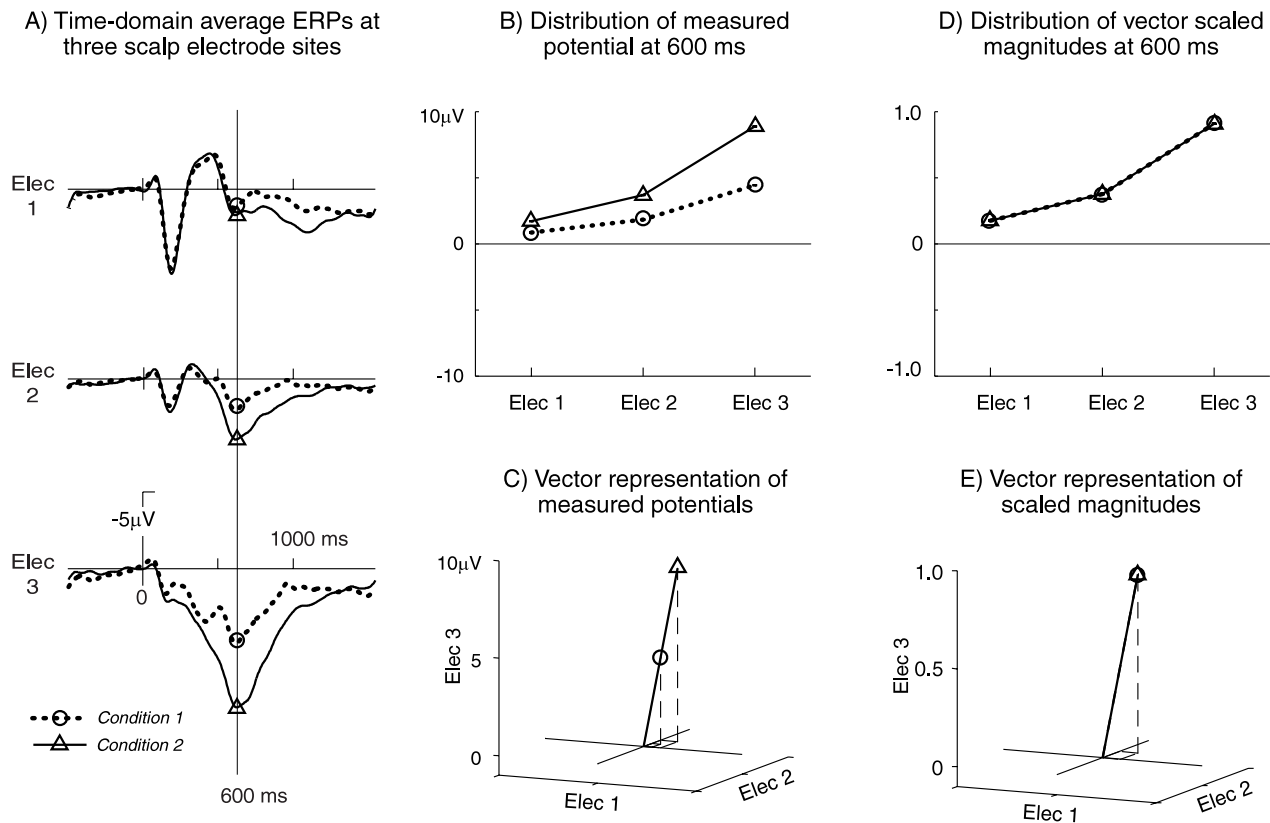 A) Time-domain average ERPs at
three scalp electrode sites
Elec
1
Elec
2
-5μV
1000 ms
Elec
3
0
Condition 1
Condition 2
600 ms
B) Distribution of measured
potential at 600 ms
10μV
0
-10
Elec 1
Elec 2
Elec 3
C) Vector representation of
measured potentials
10μV
5
0
Elec 3
Elec 1
Elec 2
D) Distribution of vector scaled
magnitudes at 600 ms
1.0
0
-1.0
Elec 1
Elec 2
Elec 3
E) Vector representation of
scaled magnitudes
1.0
0.5
0
Elec 3
Elec 1
Elec 2